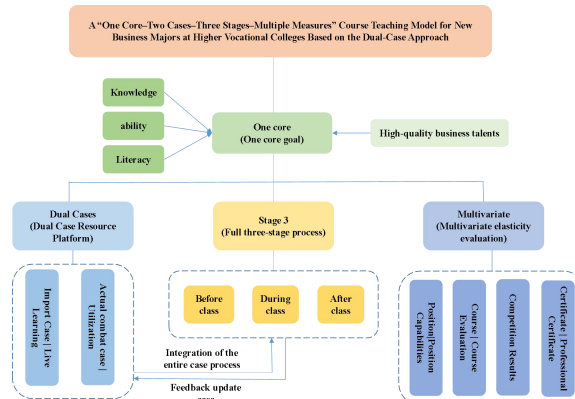 A “One Core–Two Cases–Three Stages–Multiple Measures” Course Teaching Model for New
Business Majors at Higher Vocational Colleges Based on the Dual-Case Approach
Knowledge
ability
Literacy
One core
(One core goal)
High-quality business talents
Dual Cases
(Dual Case Resource
Platform)
Stage 3
(Full three-stage process)
Multivariate
(Multivariate elasticity
evaluation)
Import Case | Live
Learning
Actual combat case |
Utilization
Before
class
During
class
After
class
Position|Position
Capabilities
Course | Course
Evaluation
Competition Results
Certificate | Professional
Certificate
Integration of the
entire case process
Feedback update